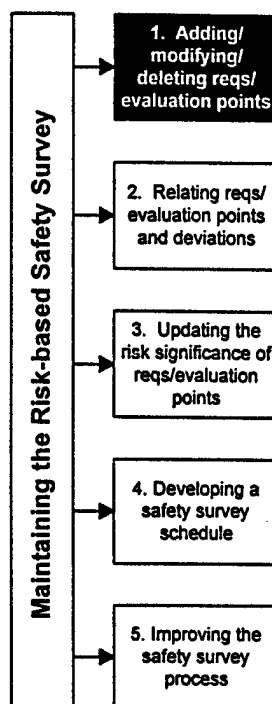 Maintaining the Risk-based Safety Survey
1. Adding/
modifying/
deleting reqs/
evaluation points
2. Relating reqs/
evaluation points
and deviations
3. Updating the
risk significance of
reqs/evaluation
points
4. Developing a
safety survey
schedule
5. Improving the
safety survey
process